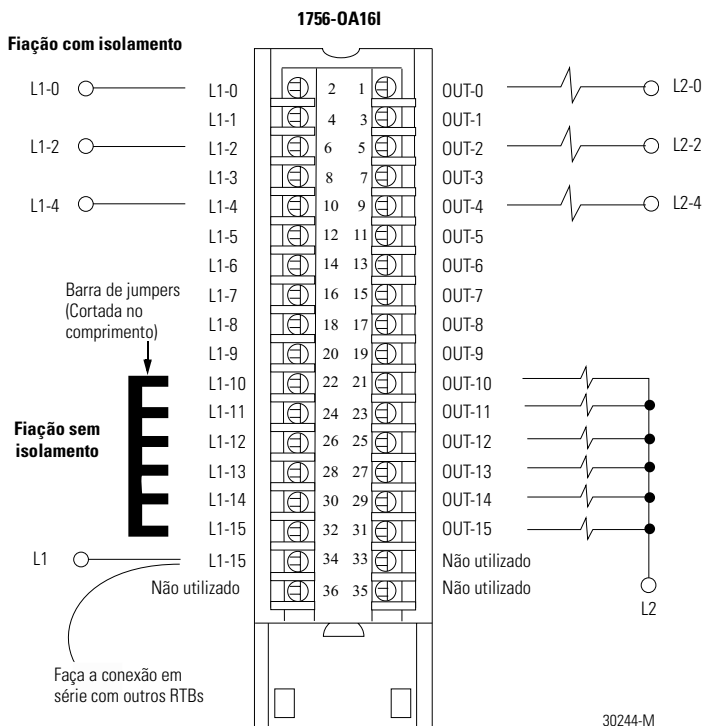 1756-OA16I
Fiação com isolamento
L1-0 L1-0 2 1 OUT-0 L2-0
L1-1 4 3 OUT-1
L1-2 L1-2 6 5 OUT-2 L2-2
L1-3 8 7 OUT-3
L1-4 L1-4 10 9 OUT-4 L2-4
L1-5 12 11 OUT-5
L1-6 14 13 OUT-6
L1-7 16 15 OUT-7
L1-8 18 17 OUT-8
L1-9 20 19 OUT-9
L1-10 22 21 OUT-10
L1-11 24 23 OUT-11
L1-12 26 25 OUT-12
L1-13 28 27 OUT-13
L1-14 30 29 OUT-14
L1-15 32 31 OUT-15
L1 L1-15 34 33 Não utilizado
Não utilizado 36 35 Não utilizado
Barra de jumpers
(Cortada no
comprimento)
Fiação sem
isolamento
L2
Faça a conexão em
série com outros RTBs
30244-M